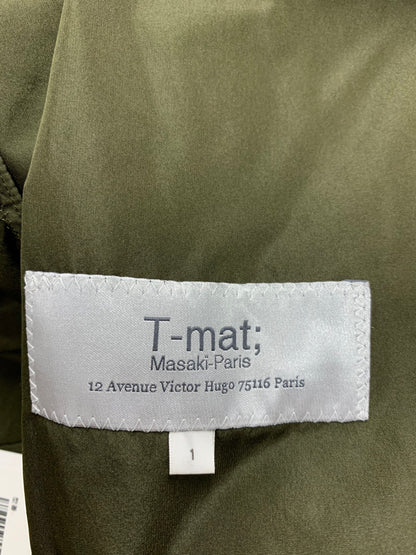 T-mat;
Masaki-Paris
12 Avenue Victor Hugo 75116 Paris
1